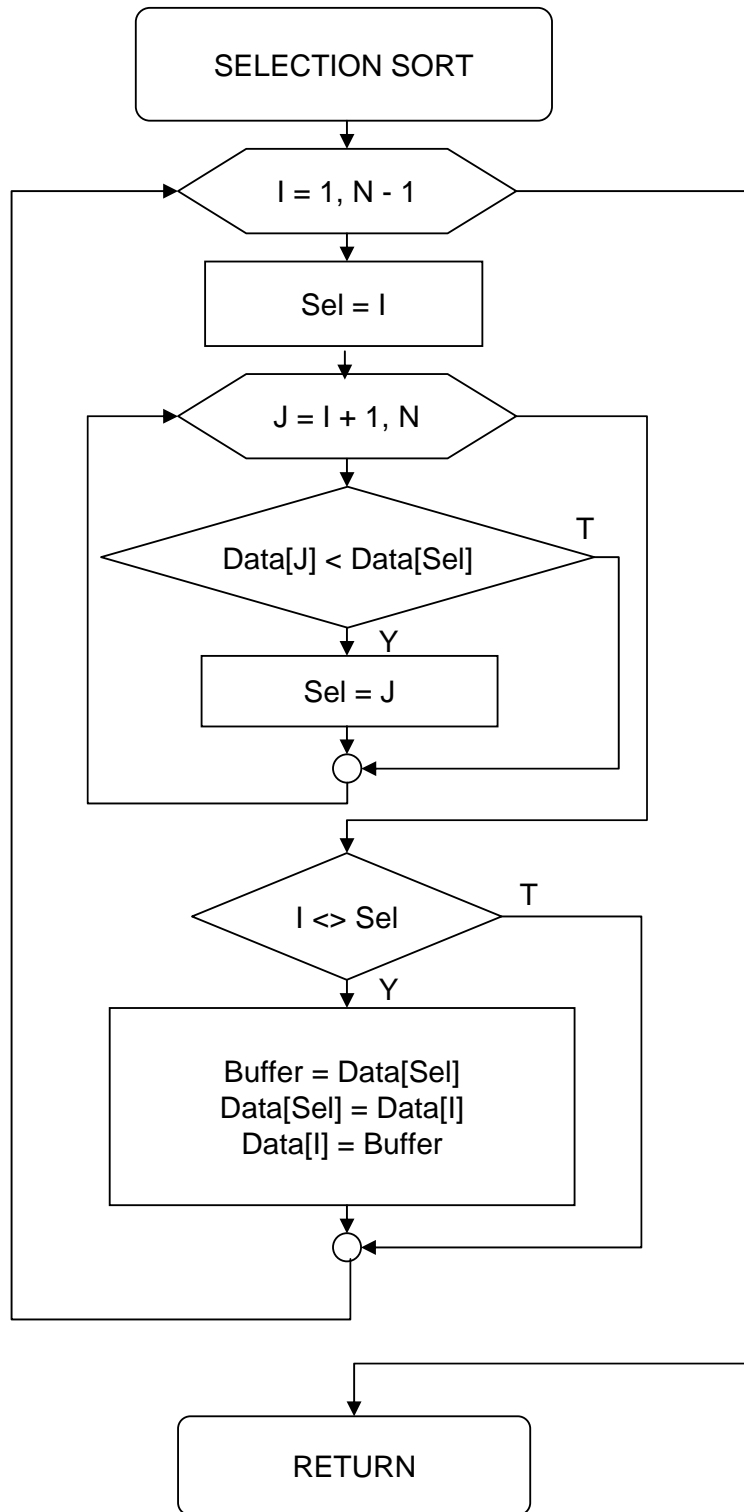 SELECTION SORT
I = 1, N - 1
Sel = I
J = I + 1, N
Data[J] < Data[Sel]
T
Y
Sel = J
I <> Sel
T
Y
Buffer = Data[Sel]
Data[Sel] = Data[I]
Data[I] = Buffer
RETURN